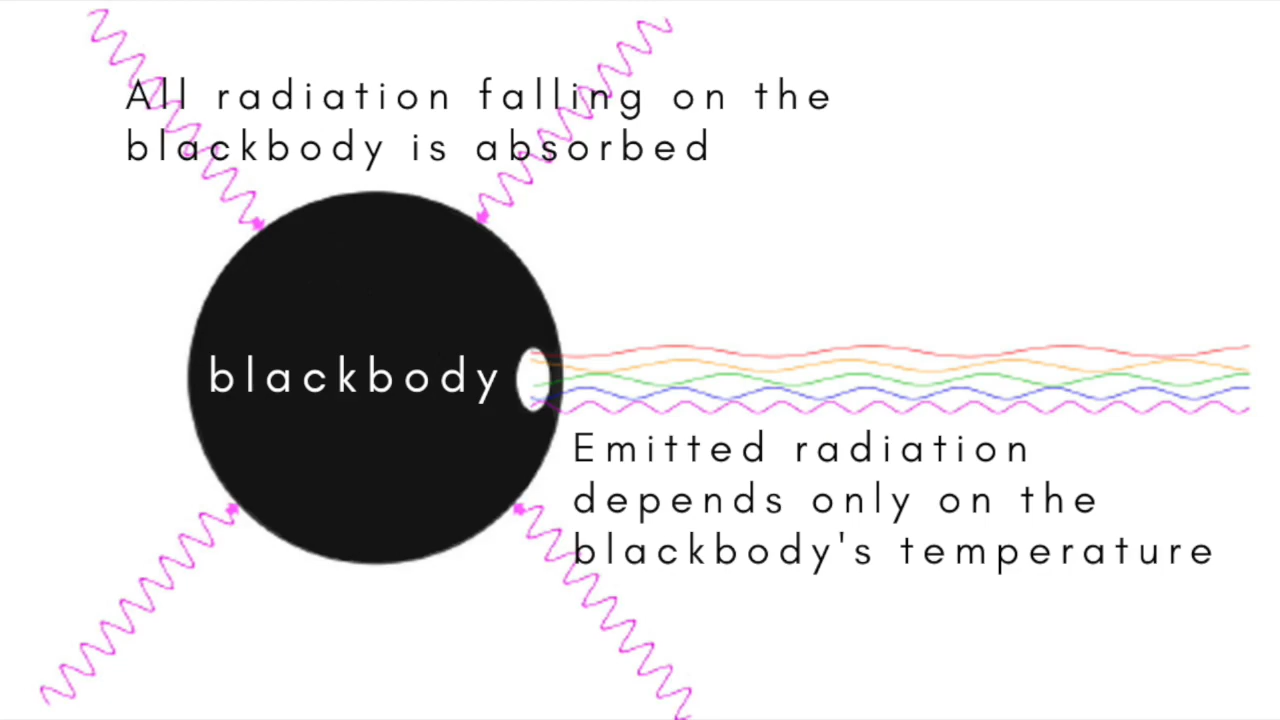 All radiation falling on the
blackbody is absorbed
blackbody
Emitted radiation
depends only on the
blackbody's temperature